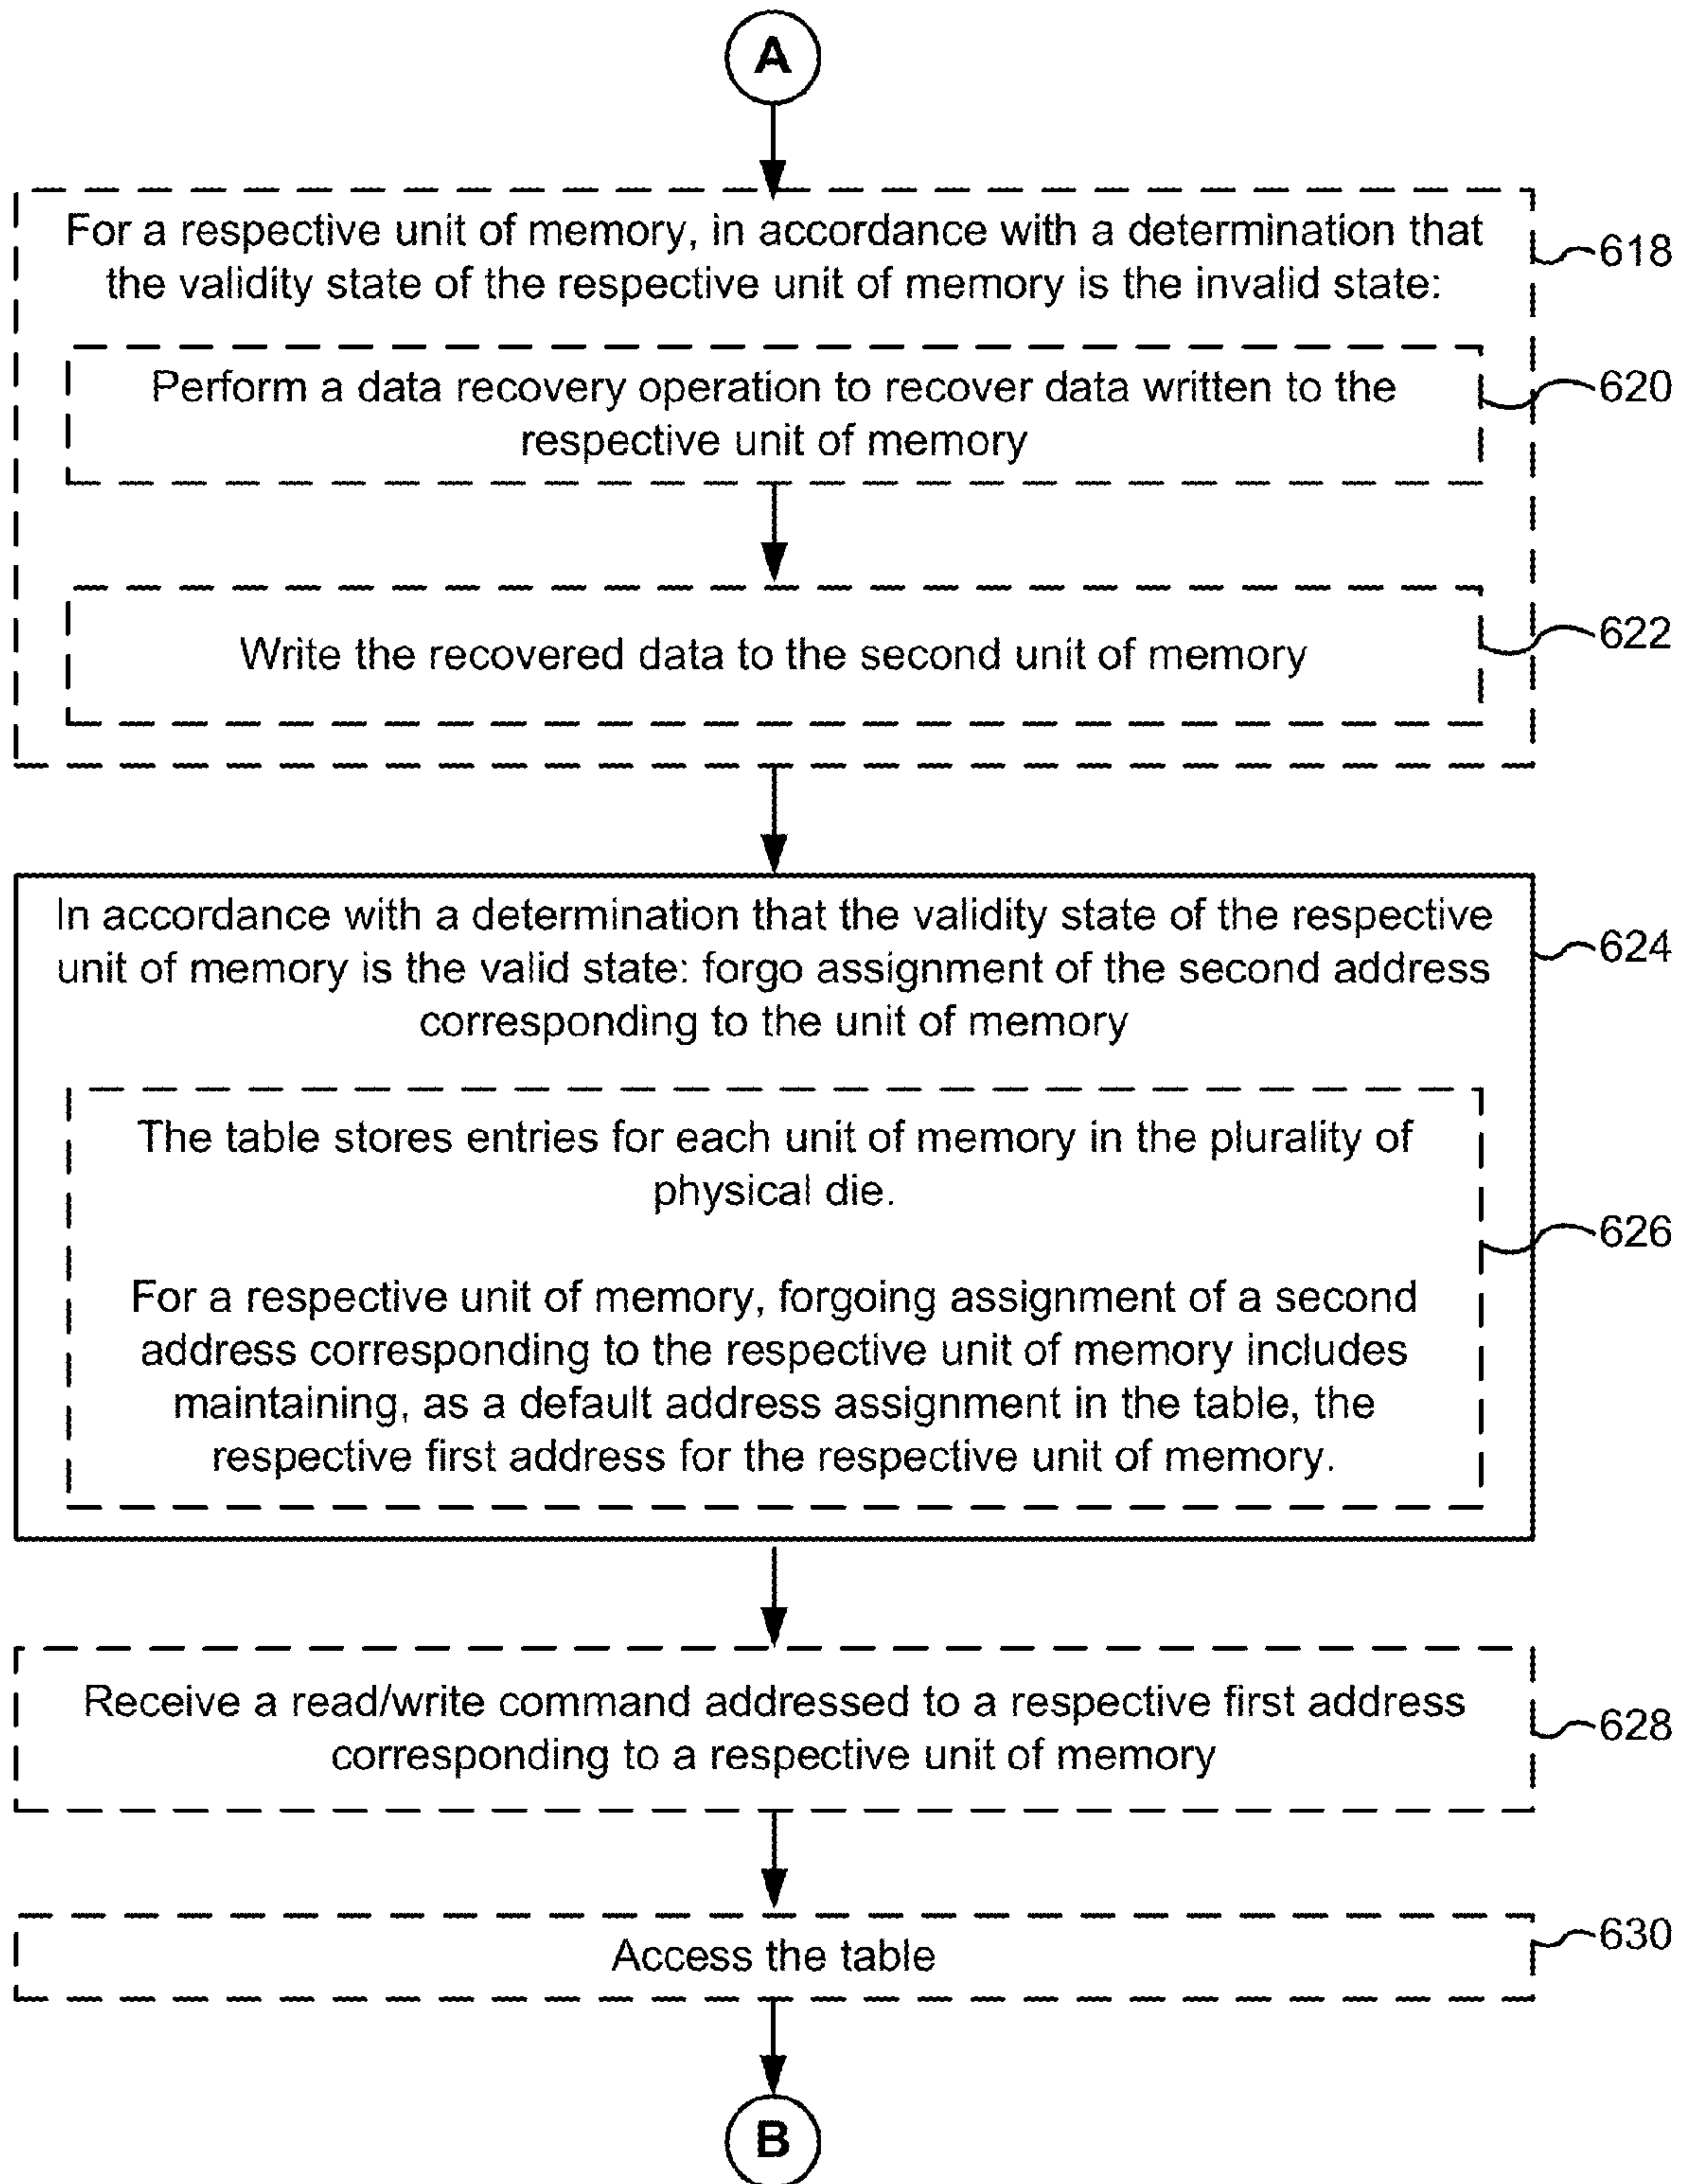 A
For a respective unit of memory, in accordance with a determination that
the validity state of the respective unit of memory is the invalid state:
618
Perform a data recovery operation to recover data written to the
respective unit of memory
620
Write the recovered data to the second unit of memory
622
In accordance with a determination that the validity state of the respective
unit of memory is the valid state: forgo assignment of the second address
corresponding to the unit of memory
624
The table stores entries for each unit of memory in the plurality of
physical die.
For a respective unit of memory, forgoing assignment of a second
address corresponding to the respective unit of memory includes
maintaining, as a default address assignment in the table, the
respective first address for the respective unit of memory.
626
Receive a read/write command addressed to a respective first address
corresponding to a respective unit of memory
628
Access the table
630
B